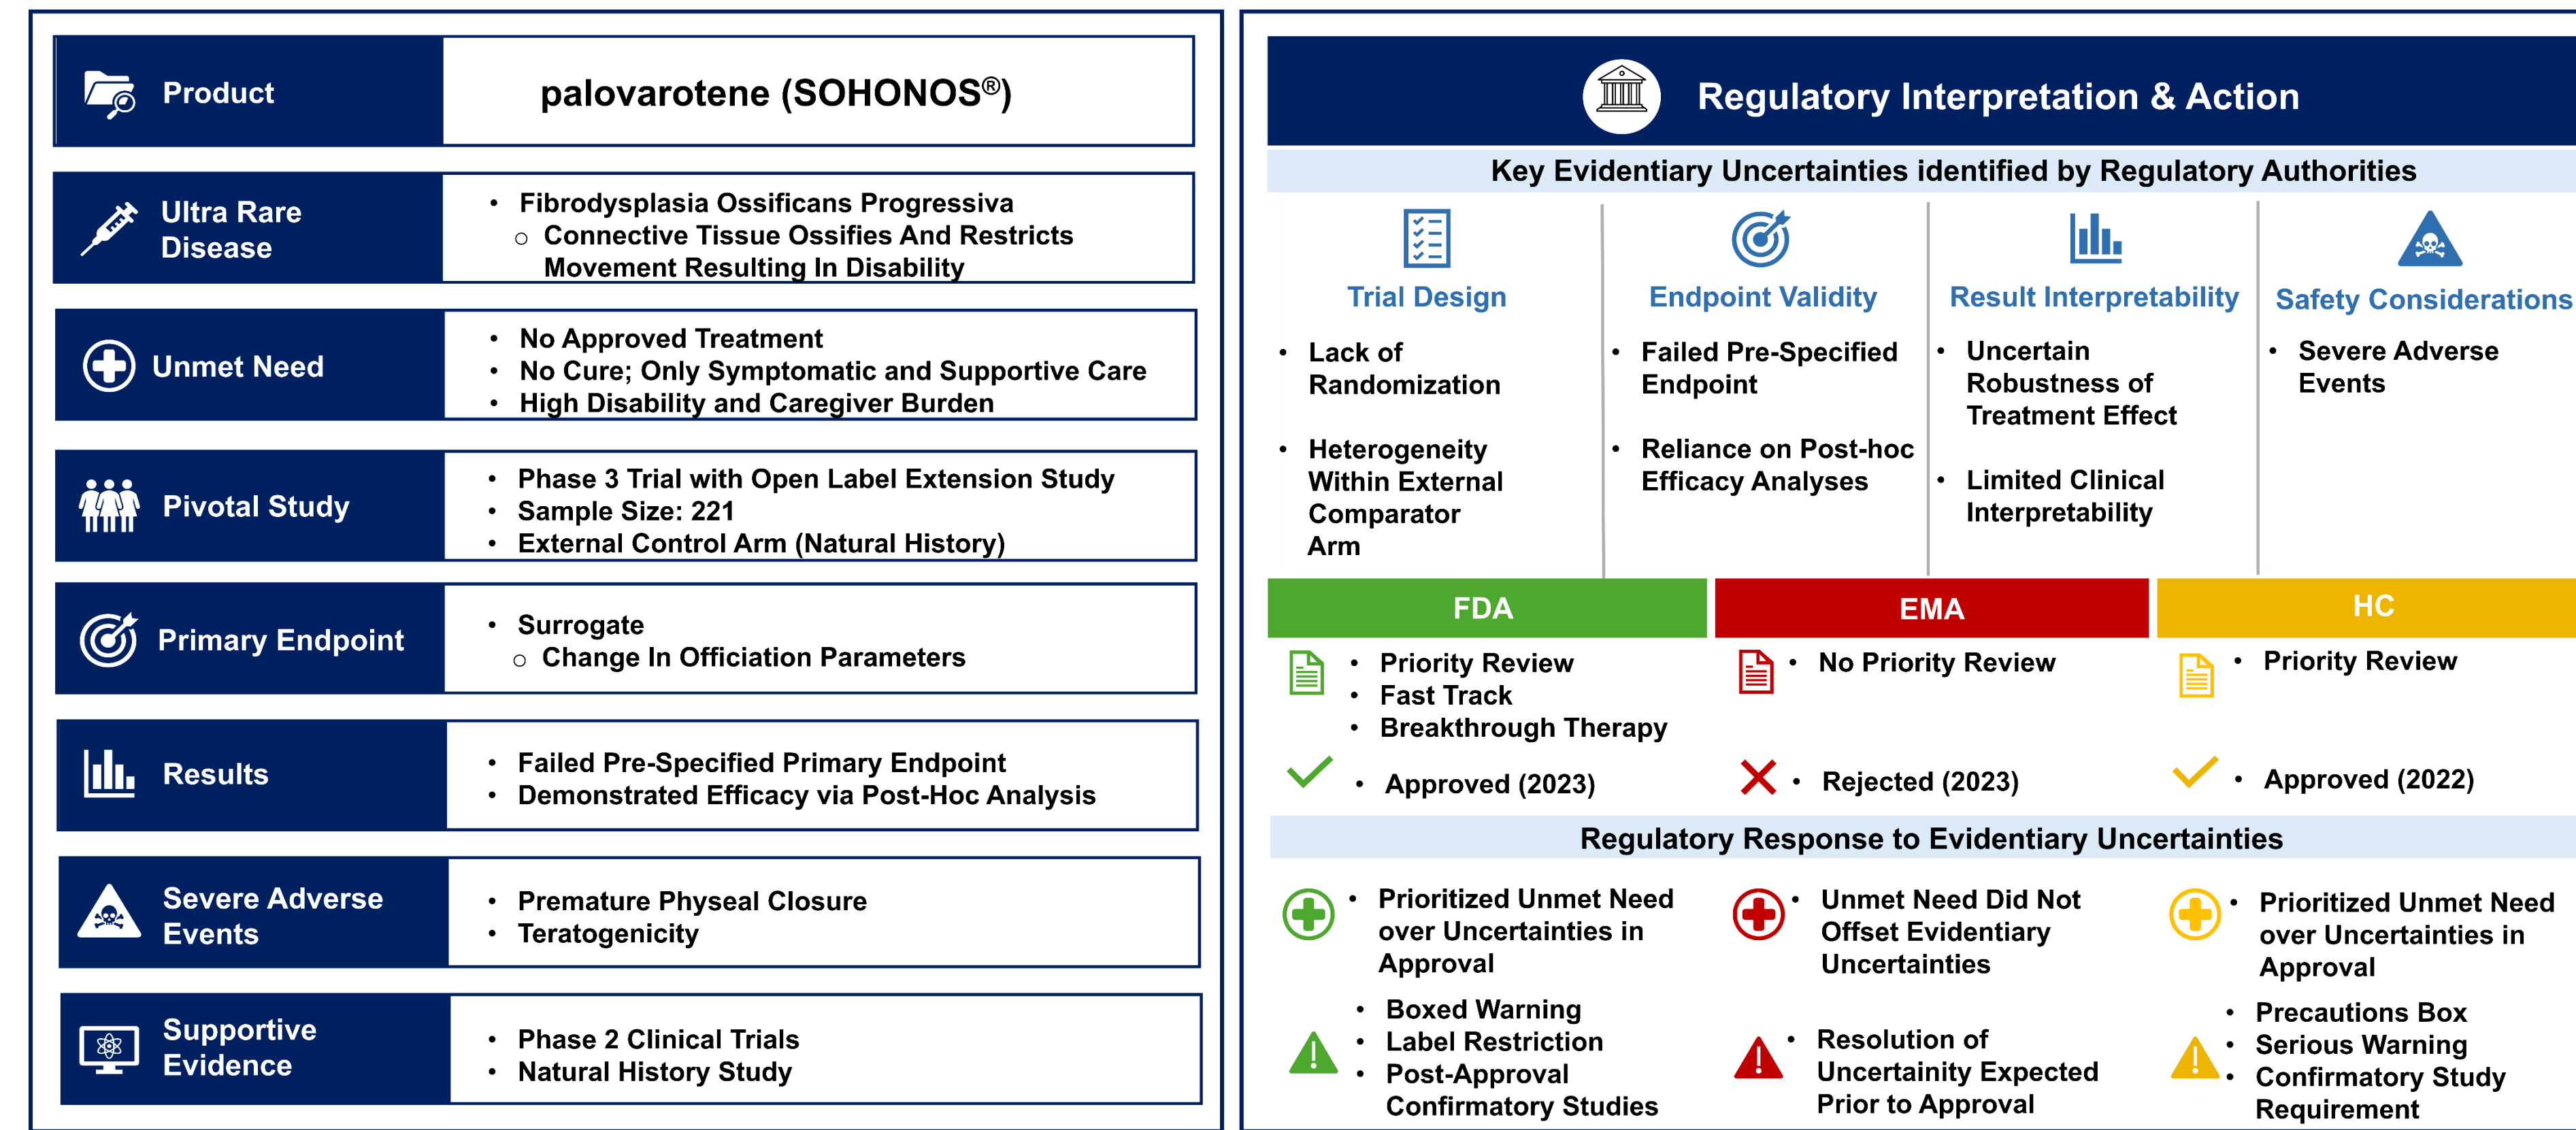 Product
palovarotene (SOHONOS®)
Ultra Rare
Disease
• Fibrodysplasia Ossificans Progressiva
o Connective Tissue Ossifies And Restricts
Movement Resulting In Disability
Unmet Need
• No Approved Treatment
• No Cure; Only Symptomatic and Supportive Care
• High Disability and Caregiver Burden
Pivotal Study
• Phase 3 Trial with Open Label Extension Study
• Sample Size: 221
• External Control Arm (Natural History)
Primary Endpoint
• Surrogate
o Change In Officiation Parameters
Results
• Failed Pre-Specified Primary Endpoint
• Demonstrated Efficacy via Post-Hoc Analysis
Severe Adverse
Events
• Premature Physeal Closure
• Teratogenicity
Supportive
Evidence
• Phase 2 Clinical Trials
• Natural History Study
Regulatory Interpretation & Action
Key Evidentiary Uncertainties identified by Regulatory Authorities
Trial Design
• Lack of
Randomization
• Heterogeneity
Within External
Comparator
Arm
Endpoint Validity
• Failed Pre-Specified
Endpoint
• Reliance on Post-hoc
Efficacy Analyses
Result Interpretability
• Uncertain
Robustness of
Treatment Effect
• Limited Clinical
Interpretability
Safety Considerations
• Severe Adverse
Events
FDA
• Priority Review
• Fast Track
• Breakthrough Therapy
• Approved (2023)
EMA
• No Priority Review
• Rejected (2023)
HC
• Priority Review
• Approved (2022)
Regulatory Response to Evidentiary Uncertainties
• Prioritized Unmet Need
over Uncertainties in
Approval
• Boxed Warning
• Label Restriction
• Post-Approval
Confirmatory Studies
• Unmet Need Did Not
Offset Evidentiary
Uncertainties
• Resolution of
Uncertainity Expected
Prior to Approval
• Prioritized Unmet Need
over Uncertainties in
Approval
• Precautions Box
• Serious Warning
• Confirmatory Study
Requirement